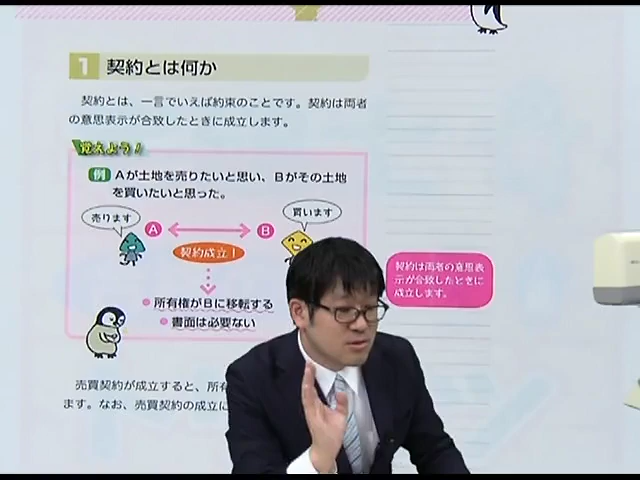 1 契約とは何か
契約とは、一言でいえば約束のことです。契約は両者
の意思表示が合致したときに成立します。
覚えよう!
例 Aが土地を売りたいと思い、Bがその土地
を買いたいと思った。
売ります
買います
A
B
契約成立!
所有権がBに移転する
書面は必要ない
契約は両者の意思表
示が合致したときに
成立します。
売買契約が成立すると、所有
ます。なお、売買契約の成立に